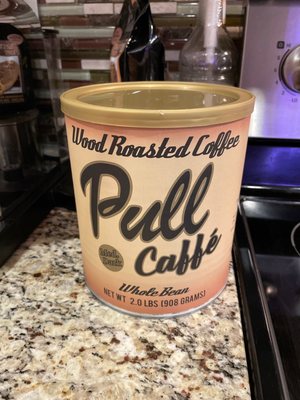 Wood Roasted Coffee
Pull
Caffé
Whole Bean
NET WT 2.0 LBS (908 GRAMS)